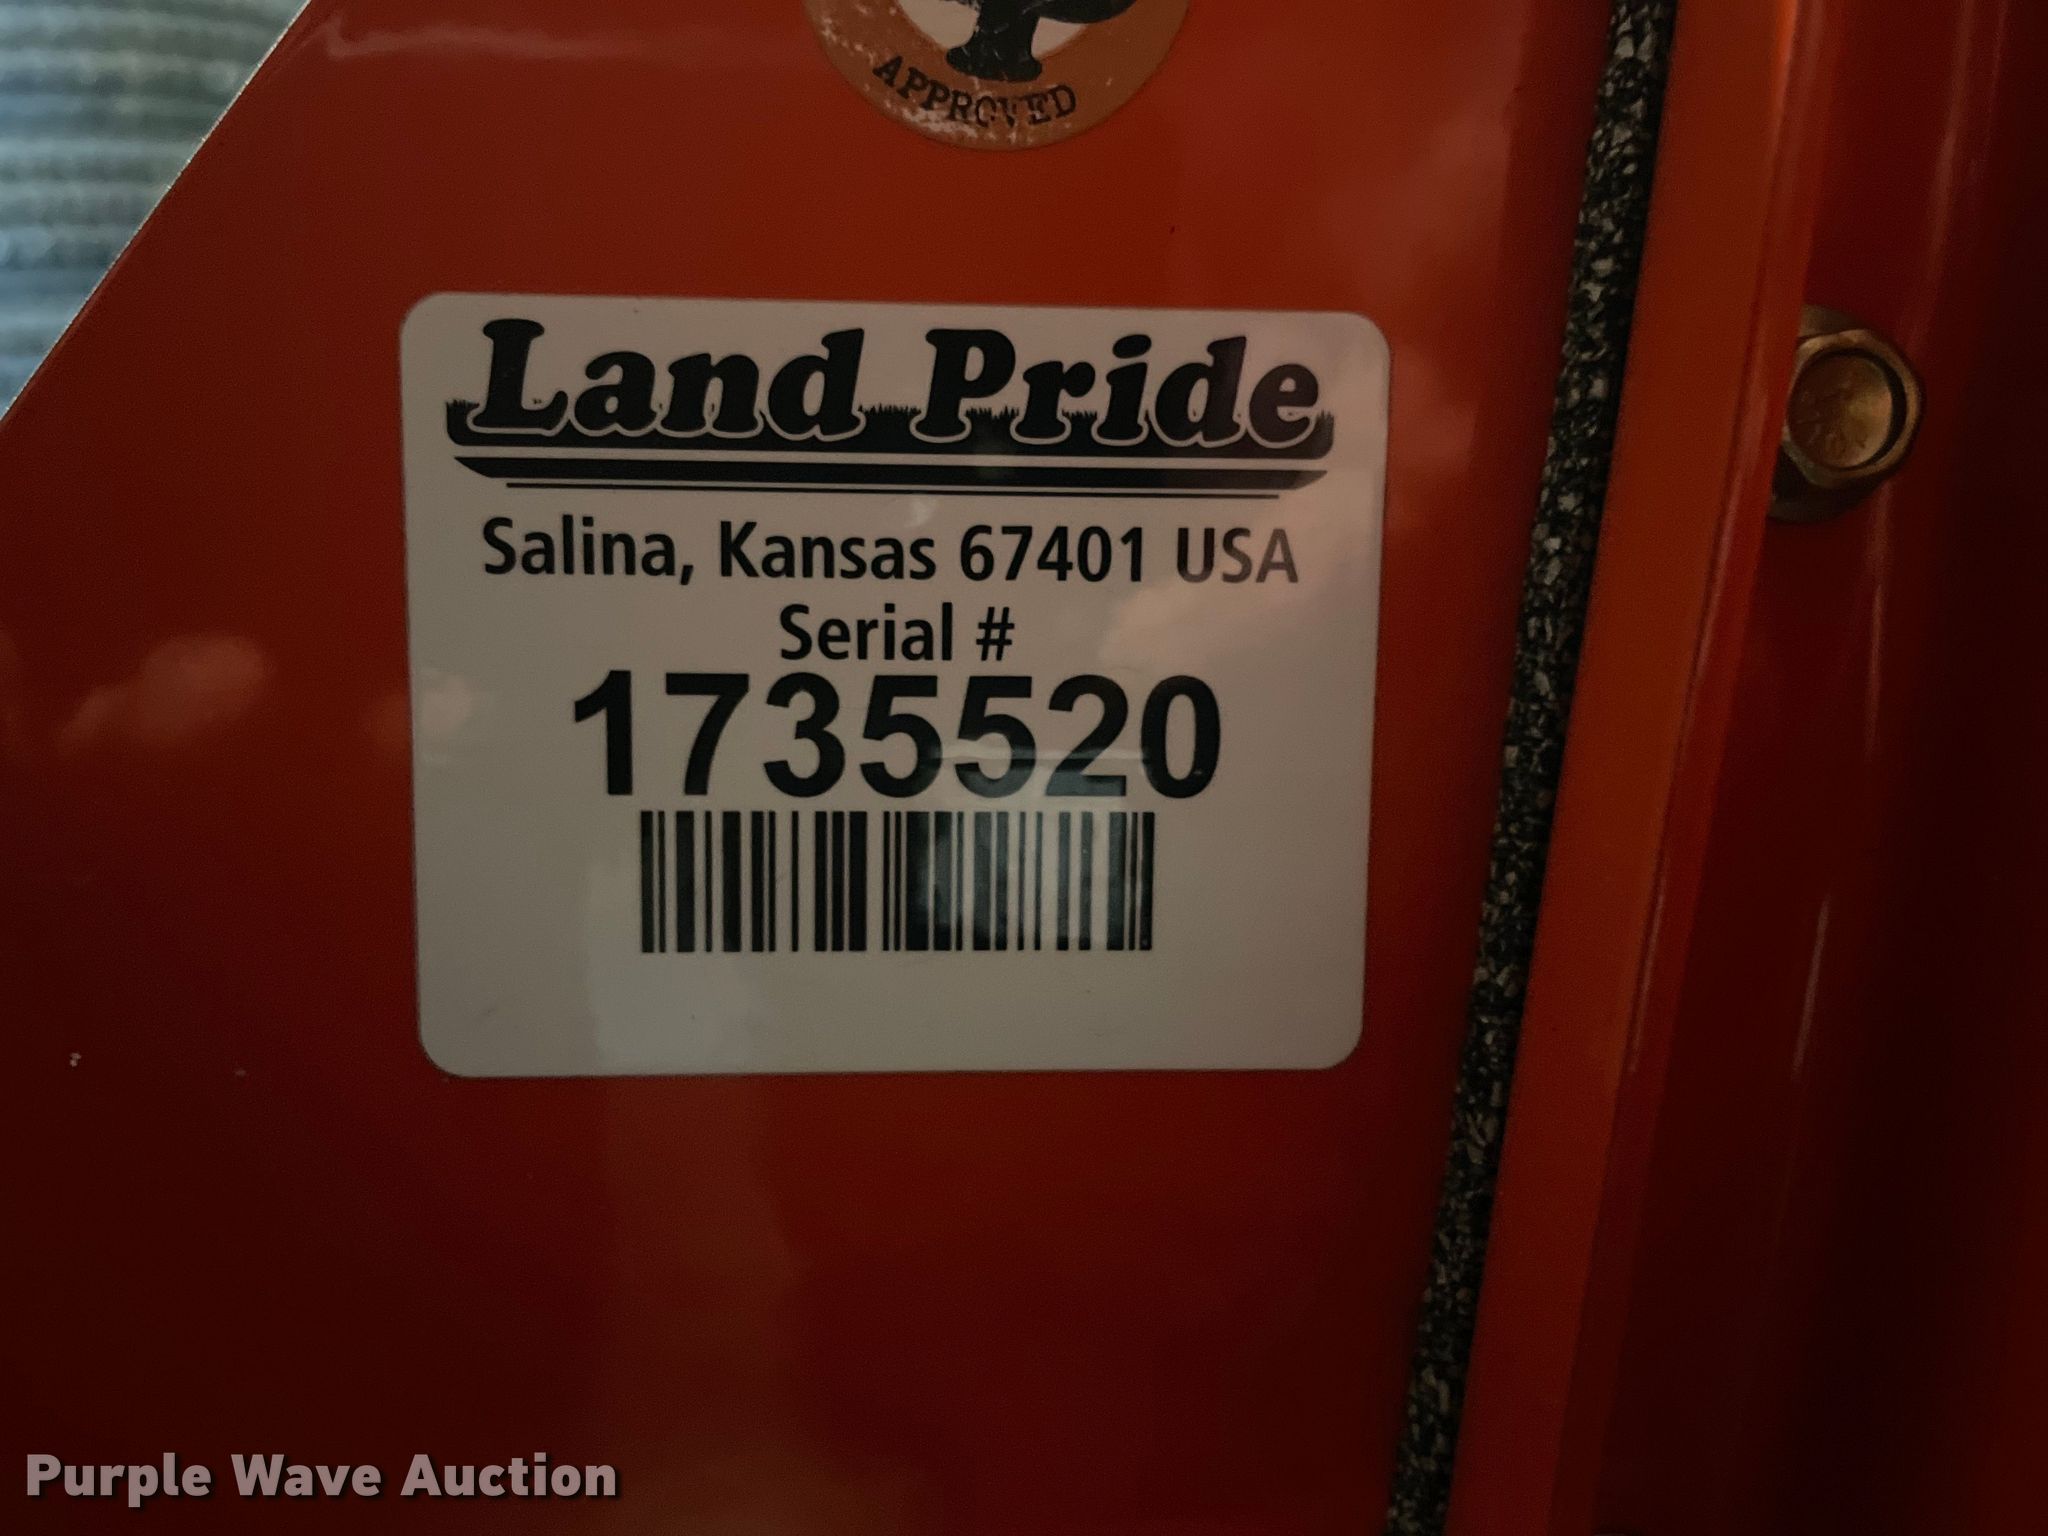 APPROVED
Land Pride
Salina, Kansas 67401 USA
Serial #
1735520
Purple Wave Auction